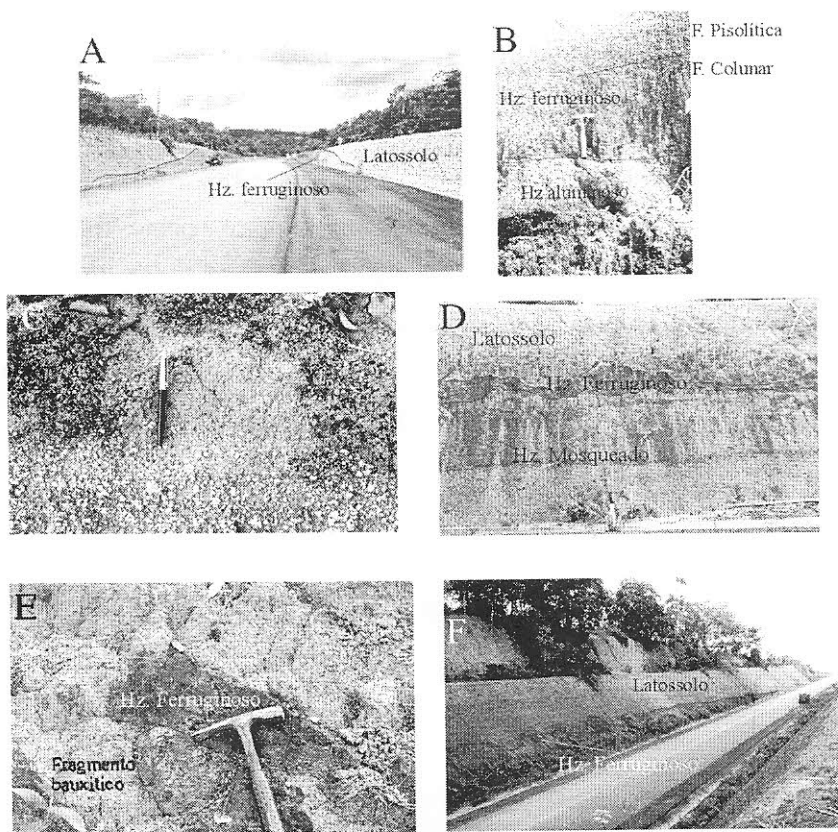 A
Latossolo
Hz. ferruginoso
B
F. Pisolítica
F. Colunar
Hz. ferruginoso
Hz aluminoso
C
D
Latossolo
Hz. Ferruginoso
Hz. Mosqueado
E
Hz. Ferruginoso
Fragmento
bauxítico
F
Latossolo
Hz. Ferruginoso